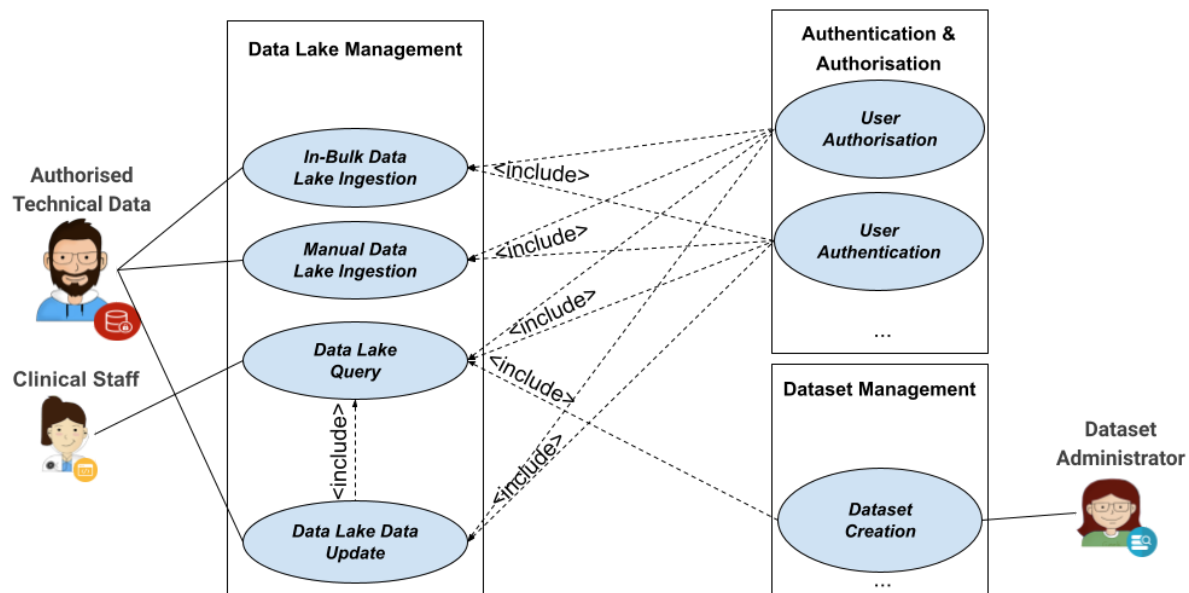 Data Lake Management
In-Bulk Data
Lake Ingestion
Manual Data
Lake Ingestion
Data Lake
Query
<include>
Data Lake Data
Update
Authorised
Technical Data
Clinical Staff
<include>
<include>
<include>
<include>
<include>
Authentication &
Authorisation
User
Authorisation
User
Authentication
...
Dataset Management
Dataset
Creation
...
Dataset
Administrator